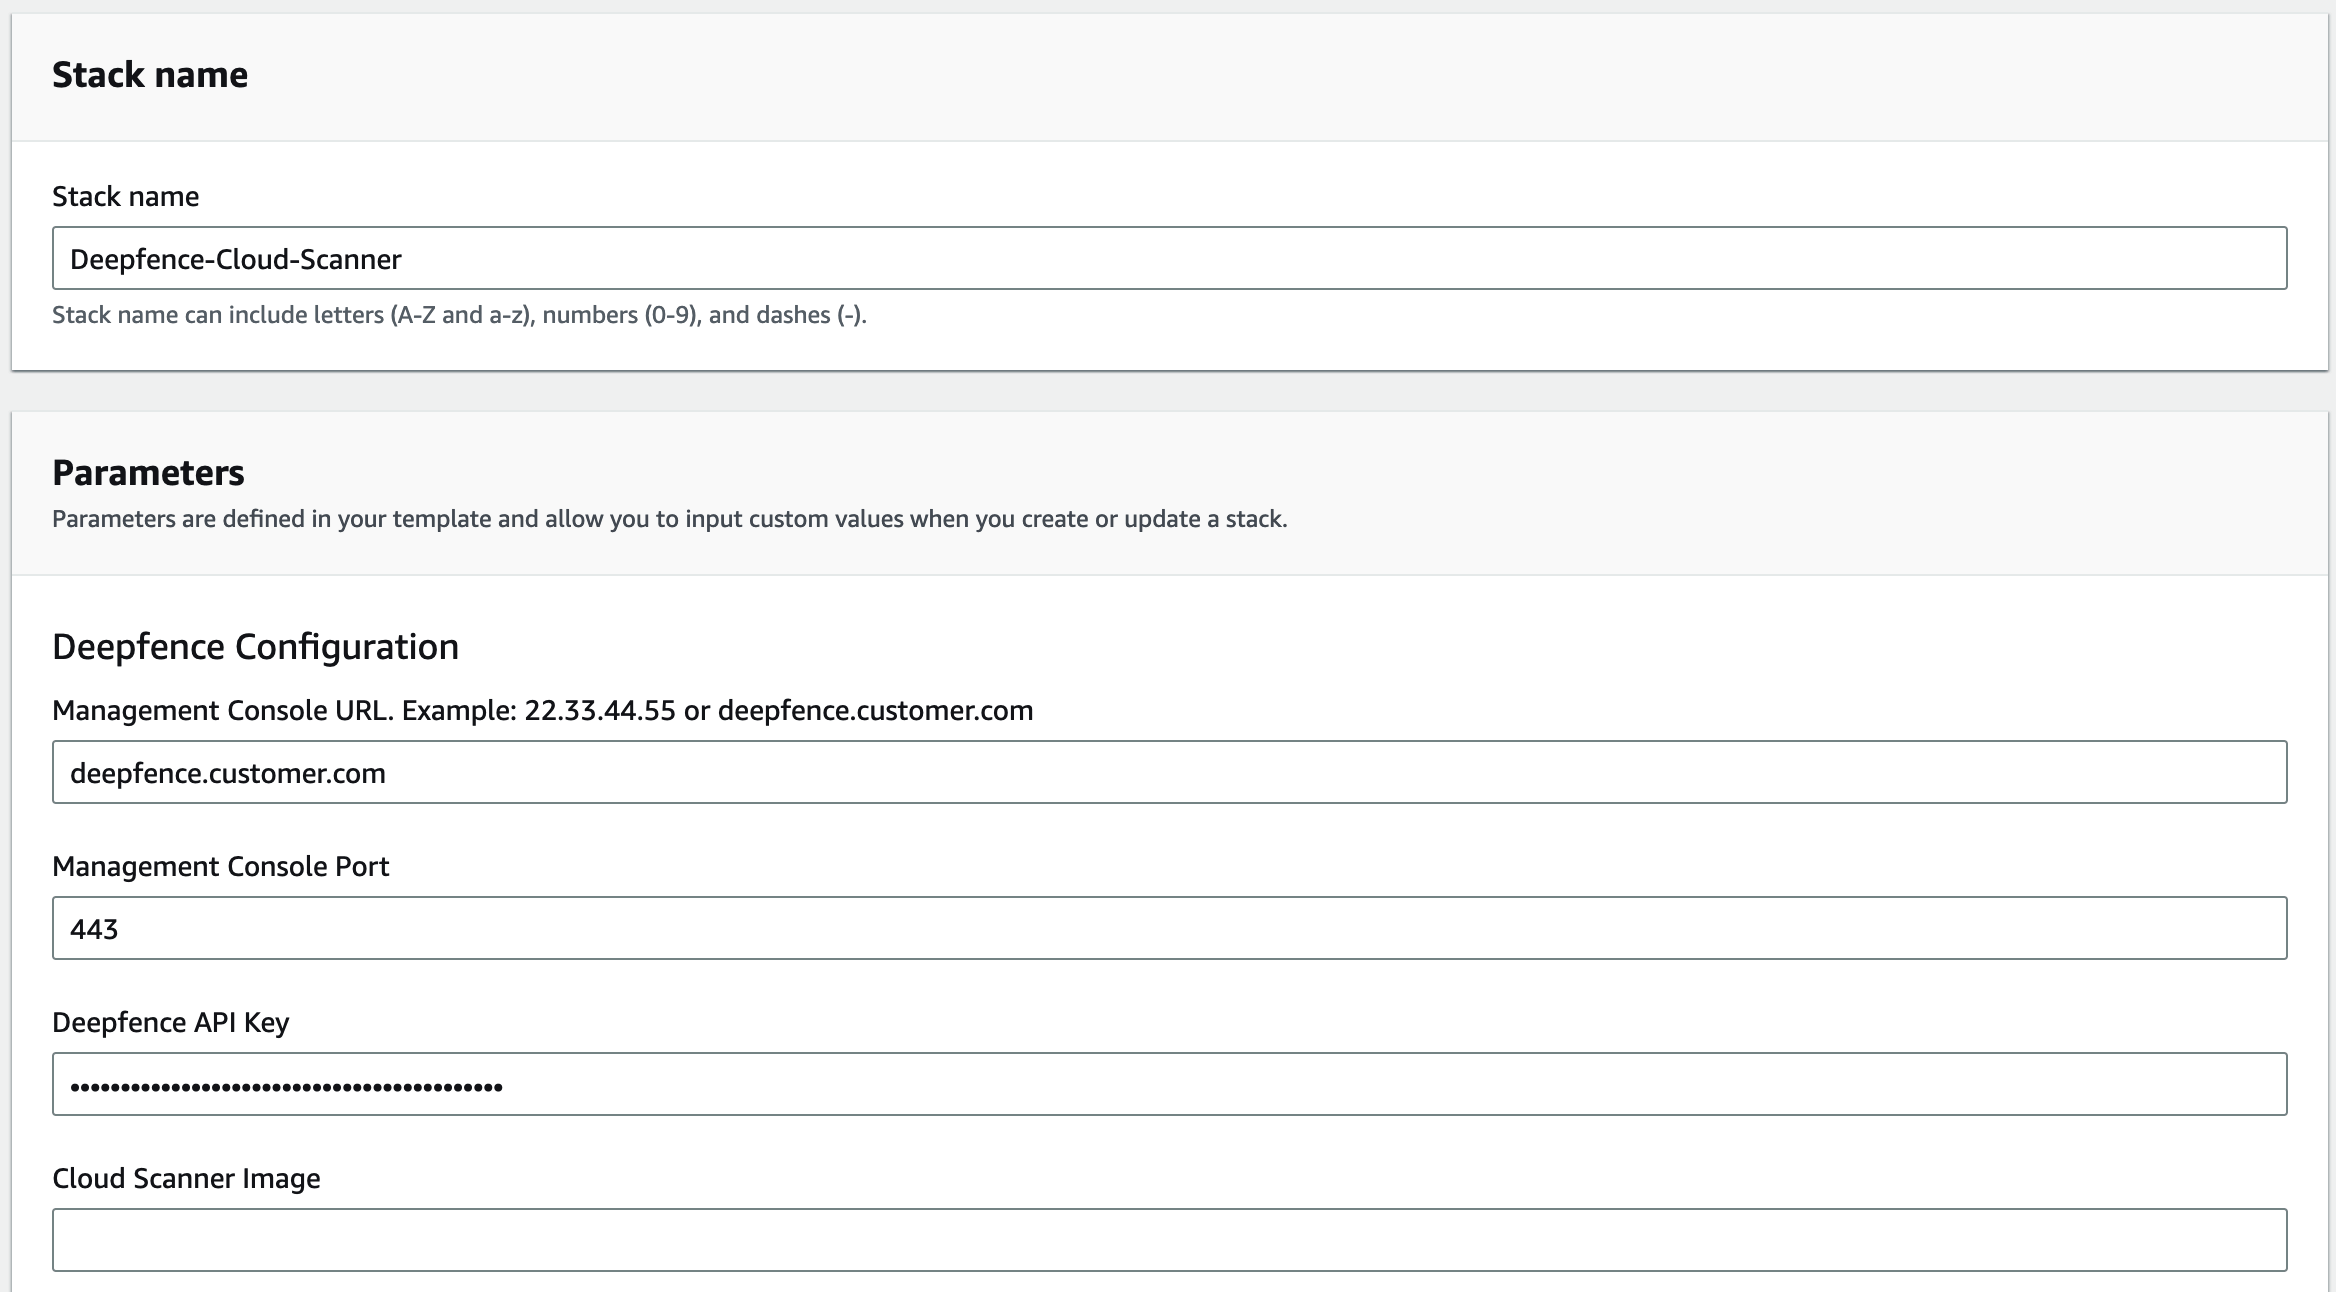 Stack name
Stack name
Deepfence-Cloud-Scanner
Stack name can include letters (A-Z and a-z), numbers (0-9), and dashes (-).
Parameters
Parameters are defined in your template and allow you to input custom values when you create or update a stack.
Deepfence Configuration
Management Console URL. Example: 22.33.44.55 or deepfence.customer.com
deepfence.customer.com
Management Console Port
443
Deepfence API Key
•••••••••••••••••••••••••••••••••••••••••••
Cloud Scanner Image